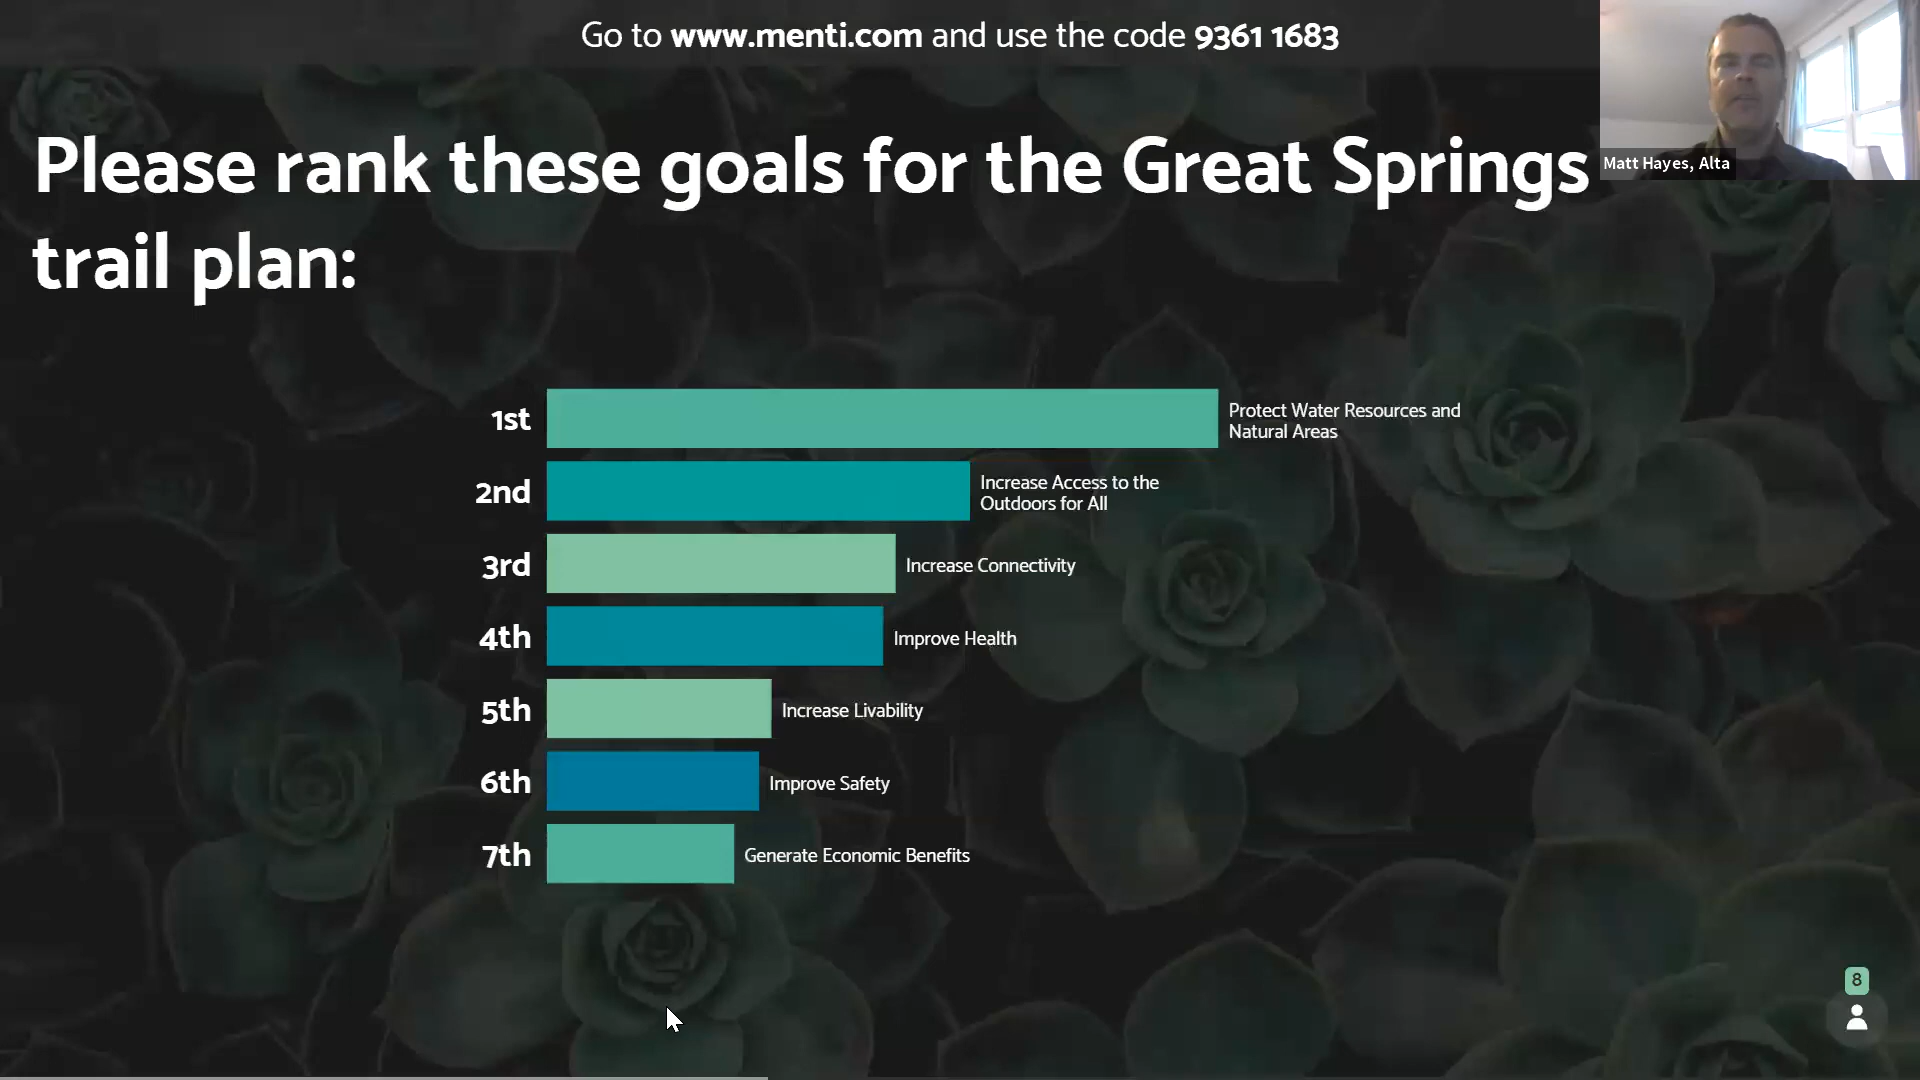 Go to www.menti.com and use the code 9361 1683
Please rank these goals for the Great Springs
trail plan:
Matt Hayes, Alta
1st
Protect Water Resources and
Natural Areas
2nd
Increase Access to the
Outdoors for All
3rd
Increase Connectivity
4th
Improve Health
5th
Increase Livability
6th
Improve Safety
7th
Generate Economic Benefits
8